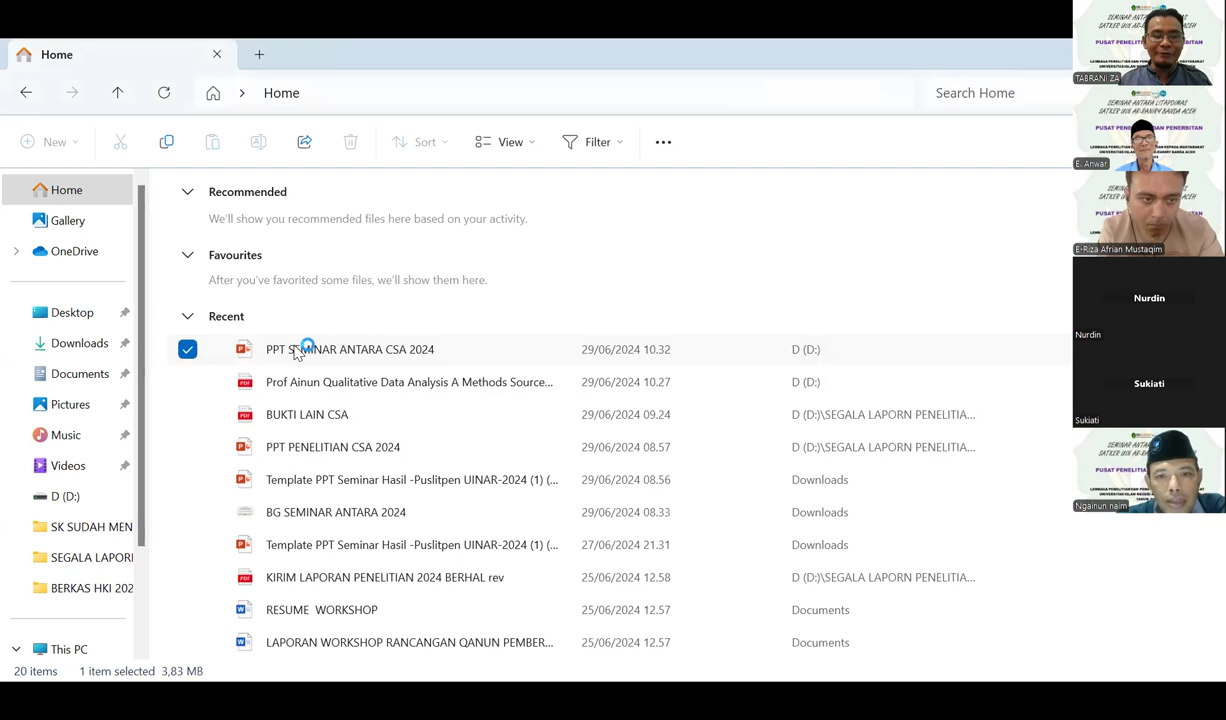 Home
Home
Search Home
New
Sort
View
Filter
Home
Gallery
OneDrive
Desktop
Downloads
Documents
Pictures
Music
Videos
D (D:)
SK SUDAH MEN
SEGALA LAPORI
BERKAS HKI 202
This PC
Recommended
We'll show you recommended files here based on your activity.
Favourites
After you've favorited some files, we'll show them here.
Recent
PPT SEMINAR ANTARA CSA 2024 29/06/2024 10.32 D (D:)
Prof Ainun Qualitative Data Analysis A Methods Source... 29/06/2024 10.27 D (D:)
BUKTI LAIN CSA 29/06/2024 09.24 D (D:)\SEGALA LAPORN PENELITIA...
PPT PENELITIAN CSA 2024 29/06/2024 08.57 D (D:)\SEGALA LAPORN PENELITIA...
Template PPT Seminar Hasil -Puslitpen UINAR-2024 (1) (... 29/06/2024 08.56 Downloads
BG SEMINAR ANTARA 2024 29/06/2024 08.33 Downloads
Template PPT Seminar Hasil -Puslitpen UINAR-2024 (1) (... 27/06/2024 21.31 Downloads
KIRIM LAPORAN PENELITIAN 2024 BERHAL rev 25/06/2024 12.58 D (D:)\SEGALA LAPORN PENELITIA...
RESUME WORKSHOP 25/06/2024 12.57 Documents
LAPORAN WORKSHOP RANCANGAN QANUN PEMBER... 25/06/2024 12.57 Documents
20 items 1 item selected 3,83 MB
TABRANI ZA
SEMINAR ANTARA LITAPDIMAS
SATKER UIN AR-RANIRY BANDA ACEH
E. Anwar
E-Riza Afrian Mustaqim
Nurdin
Nurdin
Sukiati
Sukiati
Ngainun naim